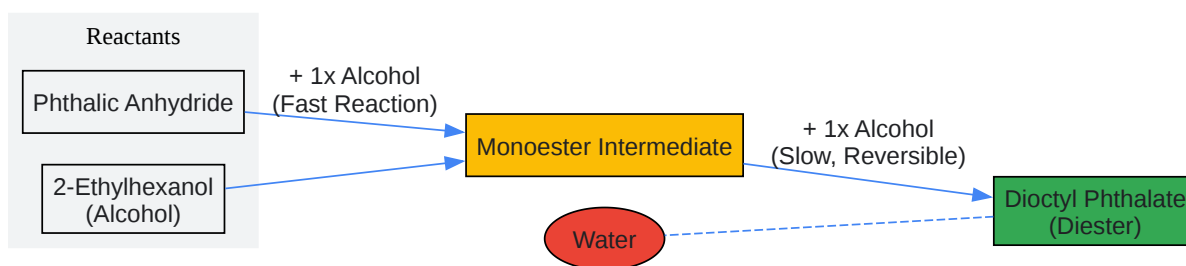 Reactants
Phthalic Anhydride
2-Ethylhexanol
(Alcohol)
+ 1x Alcohol
(Fast Reaction)
Monoester Intermediate
+ 1x Alcohol
(Slow, Reversible)
Dioctyl Phthalate
(Diester)
Water